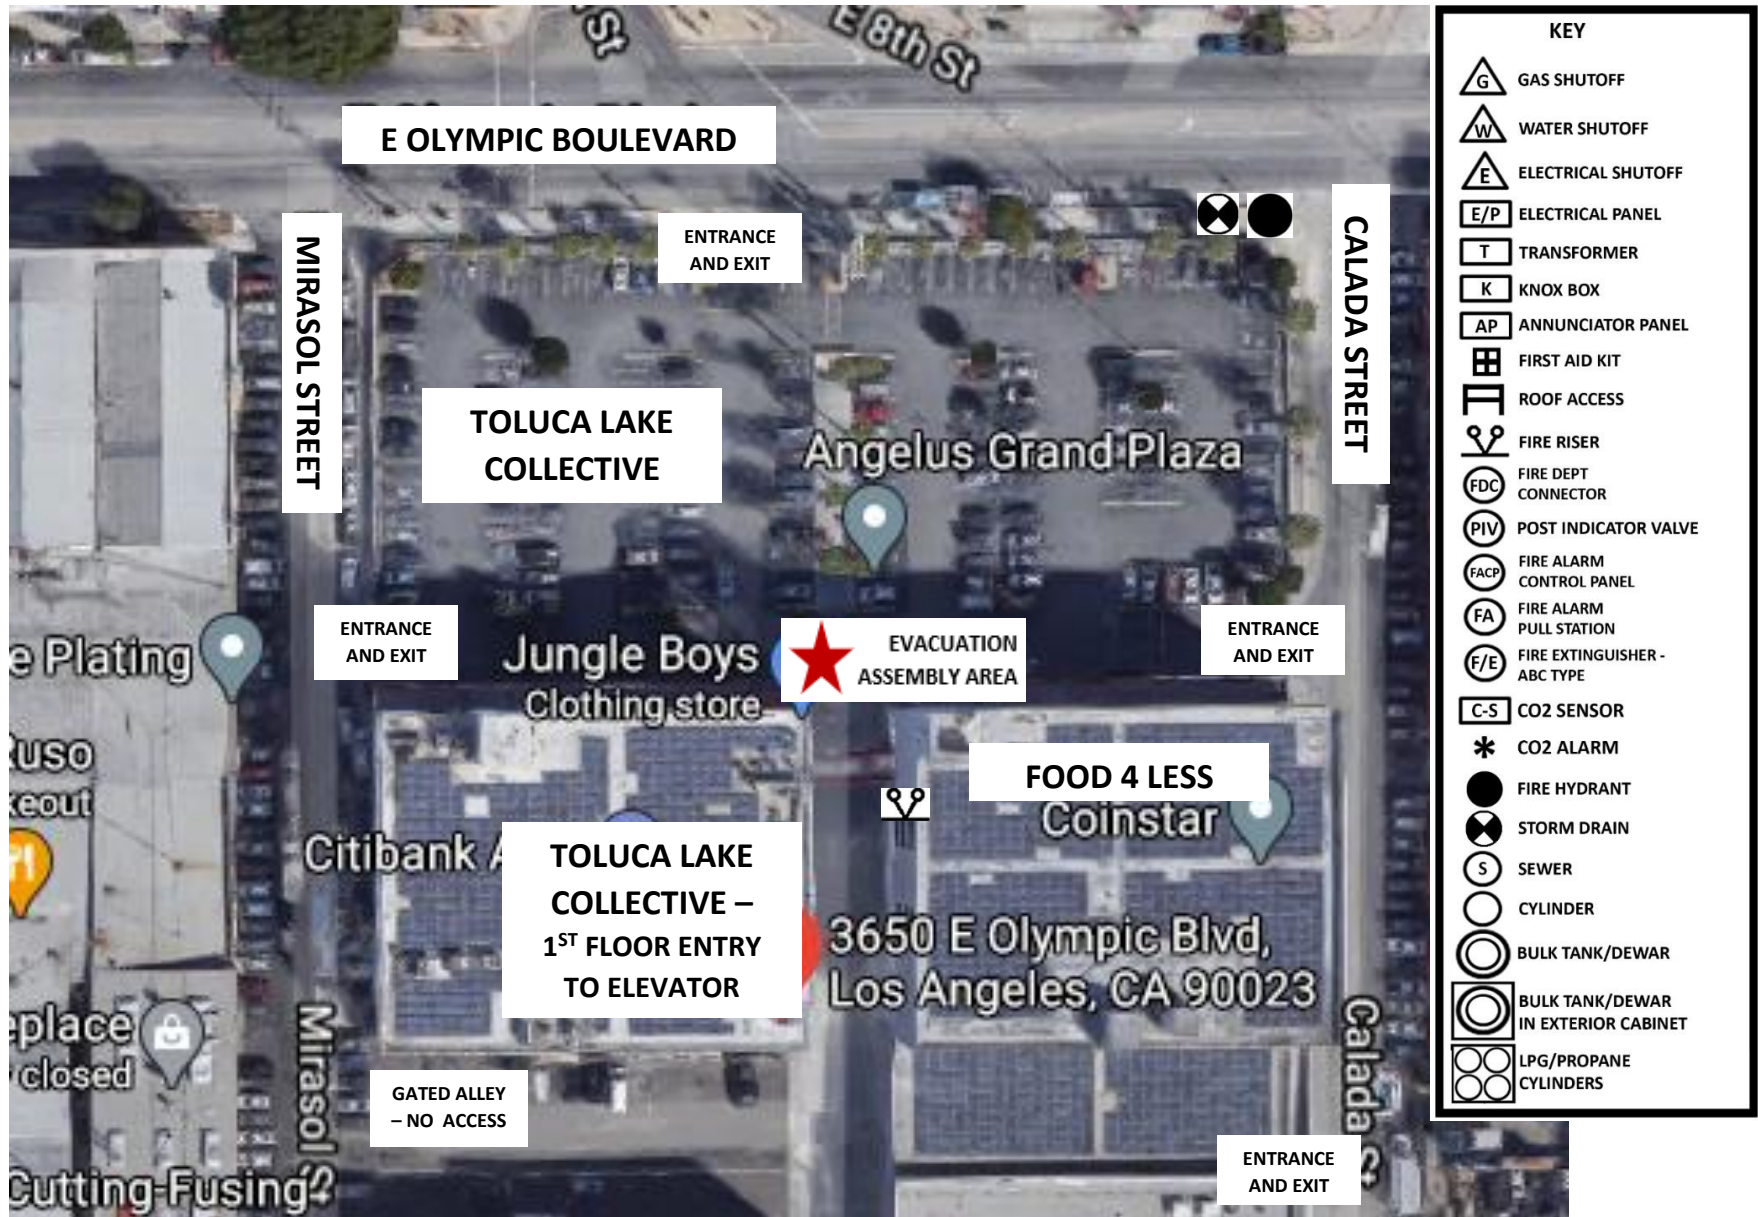 St
E 8th St
E OLYMPIC BOULEVARD
MIRASOL STREET
ENTRANCE
AND EXIT
CALADA STREET
TOLUCA LAKE
COLLECTIVE
Angelus Grand Plaza
ENTRANCE
AND EXIT
e Plating
Jungle Boys
Clothing store
EVACUATION
ASSEMBLY AREA
ENTRANCE
AND EXIT
Ruso
keout
Citibank A
FOOD 4 LESS
Coinstar
TOLUCA LAKE
COLLECTIVE –
1ST FLOOR ENTRY
TO ELEVATOR
3650 E Olympic Blvd,
Los Angeles, CA 90023
eplace
closed
Mirasol S
GATED ALLEY
– NO ACCESS
Calada St
Cutting-Fusing
ENTRANCE
AND EXIT
KEY
G GAS SHUTOFF
W WATER SHUTOFF
E ELECTRICAL SHUTOFF
E/P ELECTRICAL PANEL
T TRANSFORMER
K KNOX BOX
AP ANNUNCIATOR PANEL
FIRST AID KIT
ROOF ACCESS
FIRE RISER
FDC FIRE DEPT
CONNECTOR
PIV POST INDICATOR VALVE
FACP FIRE ALARM
CONTROL PANEL
FA FIRE ALARM
PULL STATION
F/E FIRE EXTINGUISHER -
ABC TYPE
C-S CO2 SENSOR
CO2 ALARM
FIRE HYDRANT
STORM DRAIN
S SEWER
CYLINDER
BULK TANK/DEWAR
BULK TANK/DEWAR
IN EXTERIOR CABINET
LPG/PROPANE
CYLINDERS